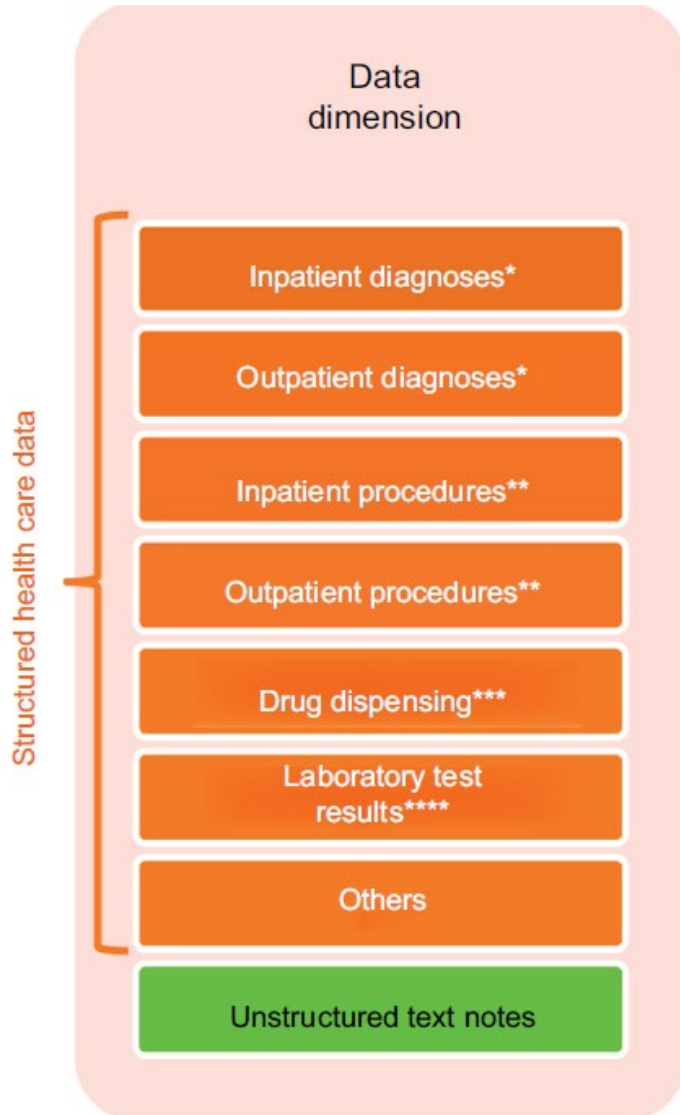 Data
dimension
Structured health care data
Inpatient diagnoses*
Outpatient diagnoses*
Inpatient procedures**
Outpatient procedures**
Drug dispensing***
Laboratory test
results****
Others
Unstructured text notes